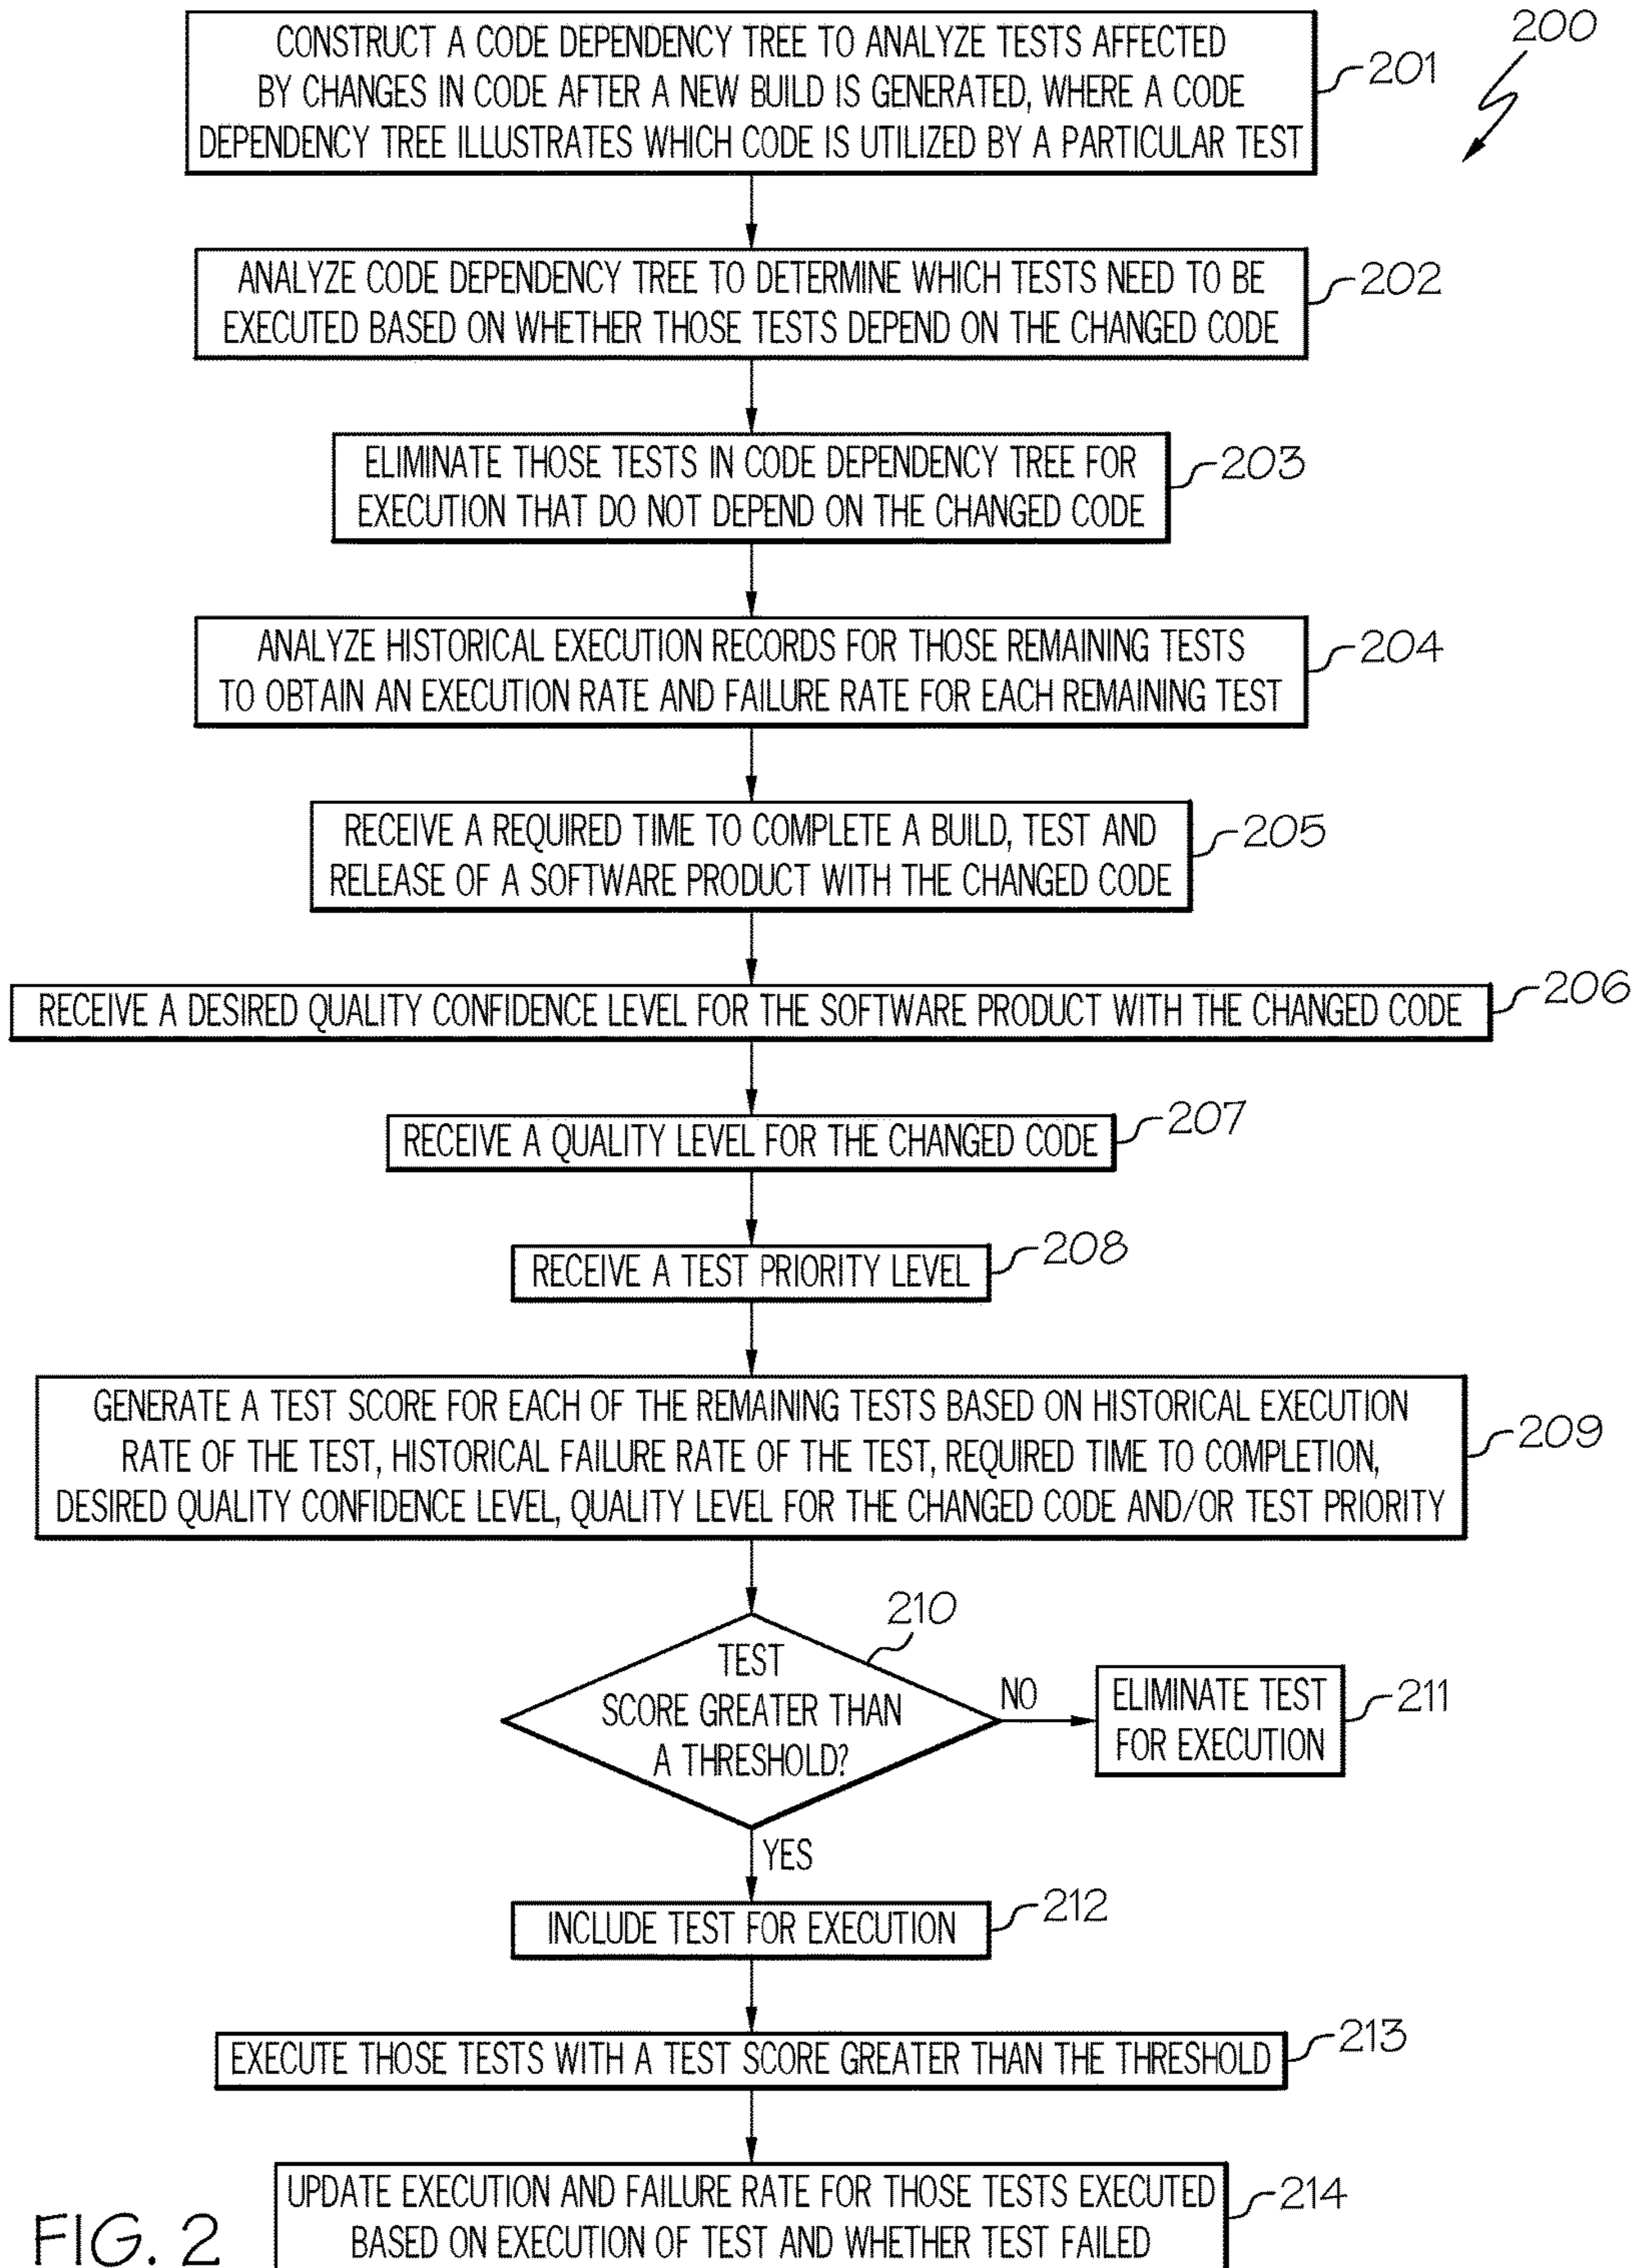 200
CONSTRUCT A CODE DEPENDENCY TREE TO ANALYZE TESTS AFFECTED
BY CHANGES IN CODE AFTER A NEW BUILD IS GENERATED, WHERE A CODE
DEPENDENCY TREE ILLUSTRATES WHICH CODE IS UTILIZED BY A PARTICULAR TEST
201
ANALYZE CODE DEPENDENCY TREE TO DETERMINE WHICH TESTS NEED TO BE
EXECUTED BASED ON WHETHER THOSE TESTS DEPEND ON THE CHANGED CODE
202
ELIMINATE THOSE TESTS IN CODE DEPENDENCY TREE FOR
EXECUTION THAT DO NOT DEPEND ON THE CHANGED CODE
203
ANALYZE HISTORICAL EXECUTION RECORDS FOR THOSE REMAINING TESTS
TO OBTAIN AN EXECUTION RATE AND FAILURE RATE FOR EACH REMAINING TEST
204
RECEIVE A REQUIRED TIME TO COMPLETE A BUILD, TEST AND
RELEASE OF A SOFTWARE PRODUCT WITH THE CHANGED CODE
205
RECEIVE A DESIRED QUALITY CONFIDENCE LEVEL FOR THE SOFTWARE PRODUCT WITH THE CHANGED CODE
206
RECEIVE A QUALITY LEVEL FOR THE CHANGED CODE
207
RECEIVE A TEST PRIORITY LEVEL
208
GENERATE A TEST SCORE FOR EACH OF THE REMAINING TESTS BASED ON HISTORICAL EXECUTION
RATE OF THE TEST, HISTORICAL FAILURE RATE OF THE TEST, REQUIRED TIME TO COMPLETION,
DESIRED QUALITY CONFIDENCE LEVEL, QUALITY LEVEL FOR THE CHANGED CODE AND/OR TEST PRIORITY
209
TEST
SCORE GREATER THAN
A THRESHOLD?
210
NO
ELIMINATE TEST
FOR EXECUTION
211
YES
INCLUDE TEST FOR EXECUTION
212
EXECUTE THOSE TESTS WITH A TEST SCORE GREATER THAN THE THRESHOLD
213
UPDATE EXECUTION AND FAILURE RATE FOR THOSE TESTS EXECUTED
BASED ON EXECUTION OF TEST AND WHETHER TEST FAILED
214
FIG. 2